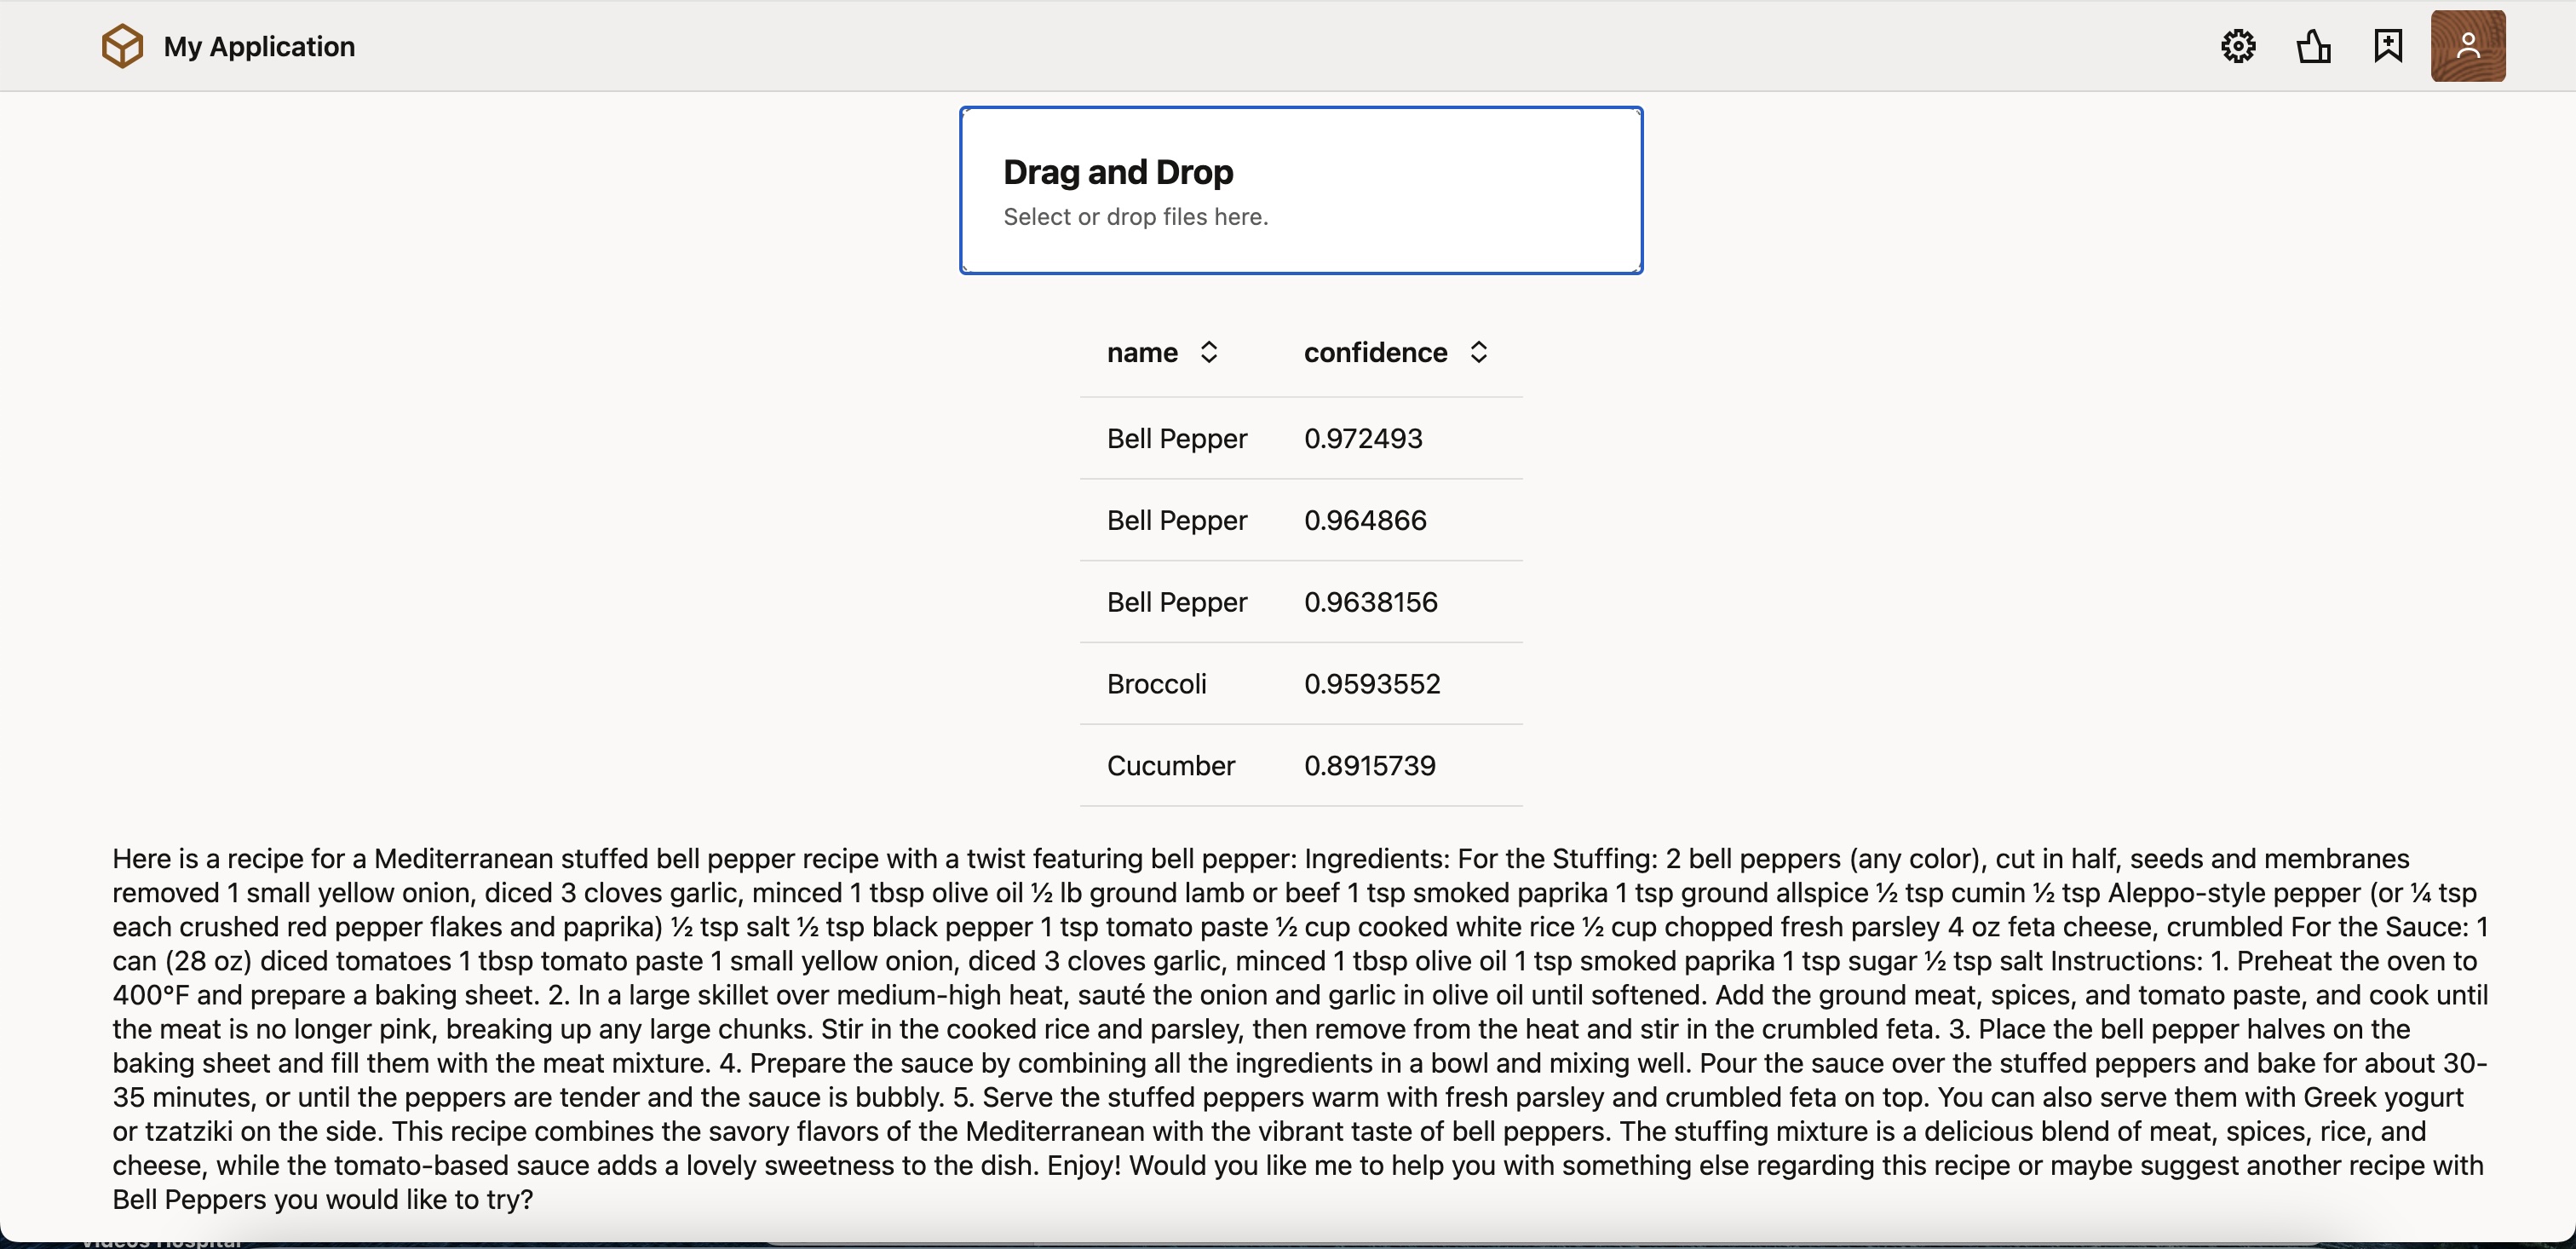 My Application
Drag and Drop
Select or drop files here.
name confidence
Bell Pepper 0.972493
Bell Pepper 0.964866
Bell Pepper 0.9638156
Broccoli 0.9593552
Cucumber 0.8915739
Here is a recipe for a Mediterranean stuffed bell pepper recipe with a twist featuring bell pepper: Ingredients: For the Stuffing: 2 bell peppers (any color), cut in half, seeds and membranes
removed 1 small yellow onion, diced 3 cloves garlic, minced 1 tbsp olive oil ½ lb ground lamb or beef 1 tsp smoked paprika 1 tsp ground allspice ½ tsp cumin ½ tsp Aleppo-style pepper (or ¼ tsp
each crushed red pepper flakes and paprika) ½ tsp salt ½ tsp black pepper 1 tsp tomato paste ½ cup cooked white rice ½ cup chopped fresh parsley 4 oz feta cheese, crumbled For the Sauce: 1
can (28 oz) diced tomatoes 1 tbsp tomato paste 1 small yellow onion, diced 3 cloves garlic, minced 1 tbsp olive oil 1 tsp smoked paprika 1 tsp sugar ½ tsp salt Instructions: 1. Preheat the oven to
400°F and prepare a baking sheet. 2. In a large skillet over medium-high heat, sauté the onion and garlic in olive oil until softened. Add the ground meat, spices, and tomato paste, and cook until
the meat is no longer pink, breaking up any large chunks. Stir in the cooked rice and parsley, then remove from the heat and stir in the crumbled feta. 3. Place the bell pepper halves on the
baking sheet and fill them with the meat mixture. 4. Prepare the sauce by combining all the ingredients in a bowl and mixing well. Pour the sauce over the stuffed peppers and bake for about 30-
35 minutes, or until the peppers are tender and the sauce is bubbly. 5. Serve the stuffed peppers warm with fresh parsley and crumbled feta on top. You can also serve them with Greek yogurt
or tzatziki on the side. This recipe combines the savory flavors of the Mediterranean with the vibrant taste of bell peppers. The stuffing mixture is a delicious blend of meat, spices, rice, and
cheese, while the tomato-based sauce adds a lovely sweetness to the dish. Enjoy! Would you like me to help you with something else regarding this recipe or maybe suggest another recipe with
Bell Peppers you would like to try?